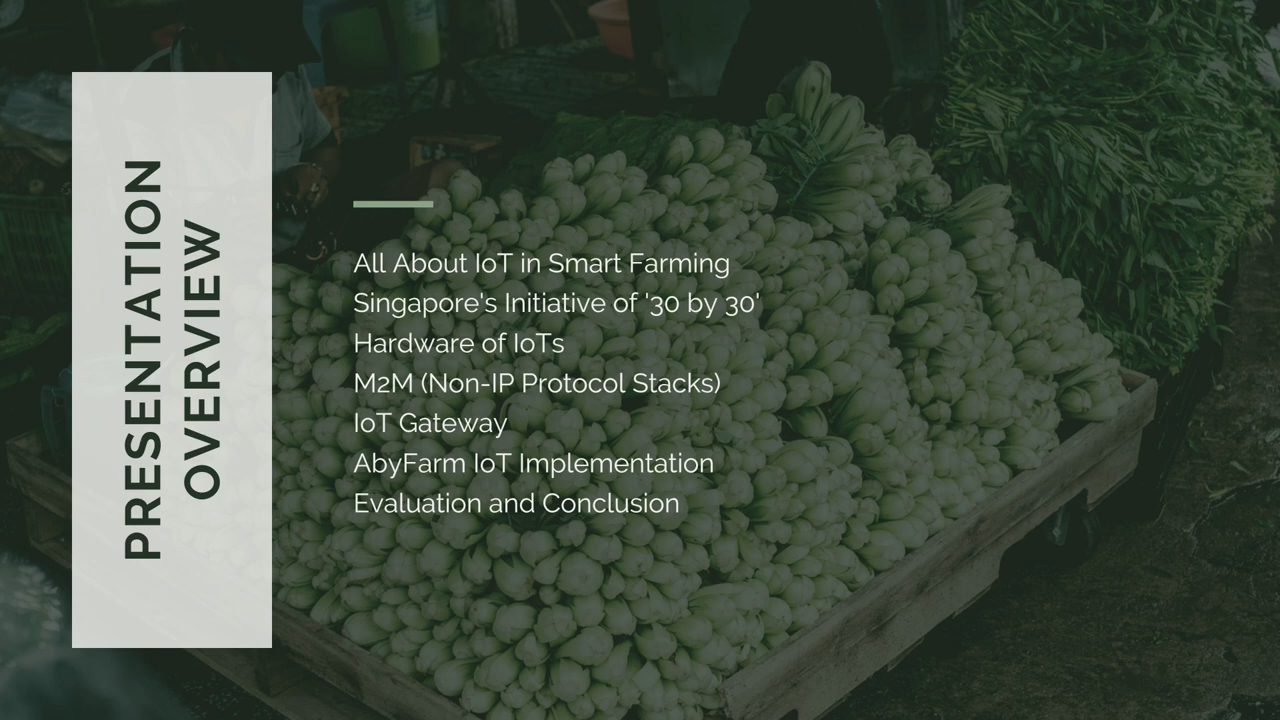 PRESENTATION
OVERVIEW
All About IoT in Smart Farming
Singapore's Initiative of '30 by 30'
Hardware of IoTs
M2M (Non-IP Protocol Stacks)
IoT Gateway
AbyFarm IoT Implementation
Evaluation and Conclusion